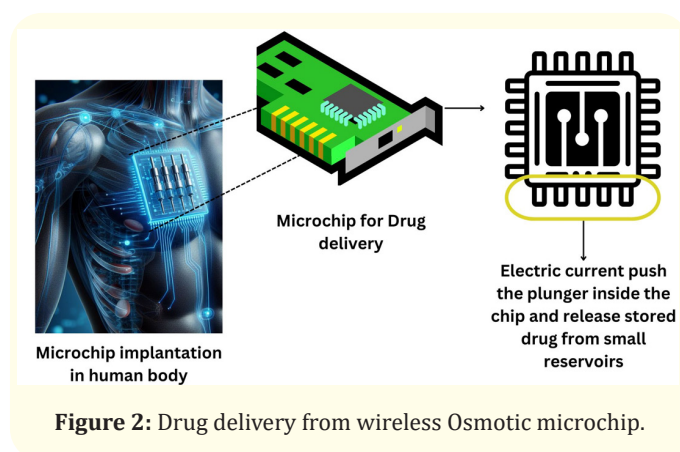 Microchip implantation
in human body
Microchip for Drug
delivery
Electric current push
the plunger inside the
chip and release stored
drug from small
reservoirs
Figure 2: Drug delivery from wireless Osmotic microchip.